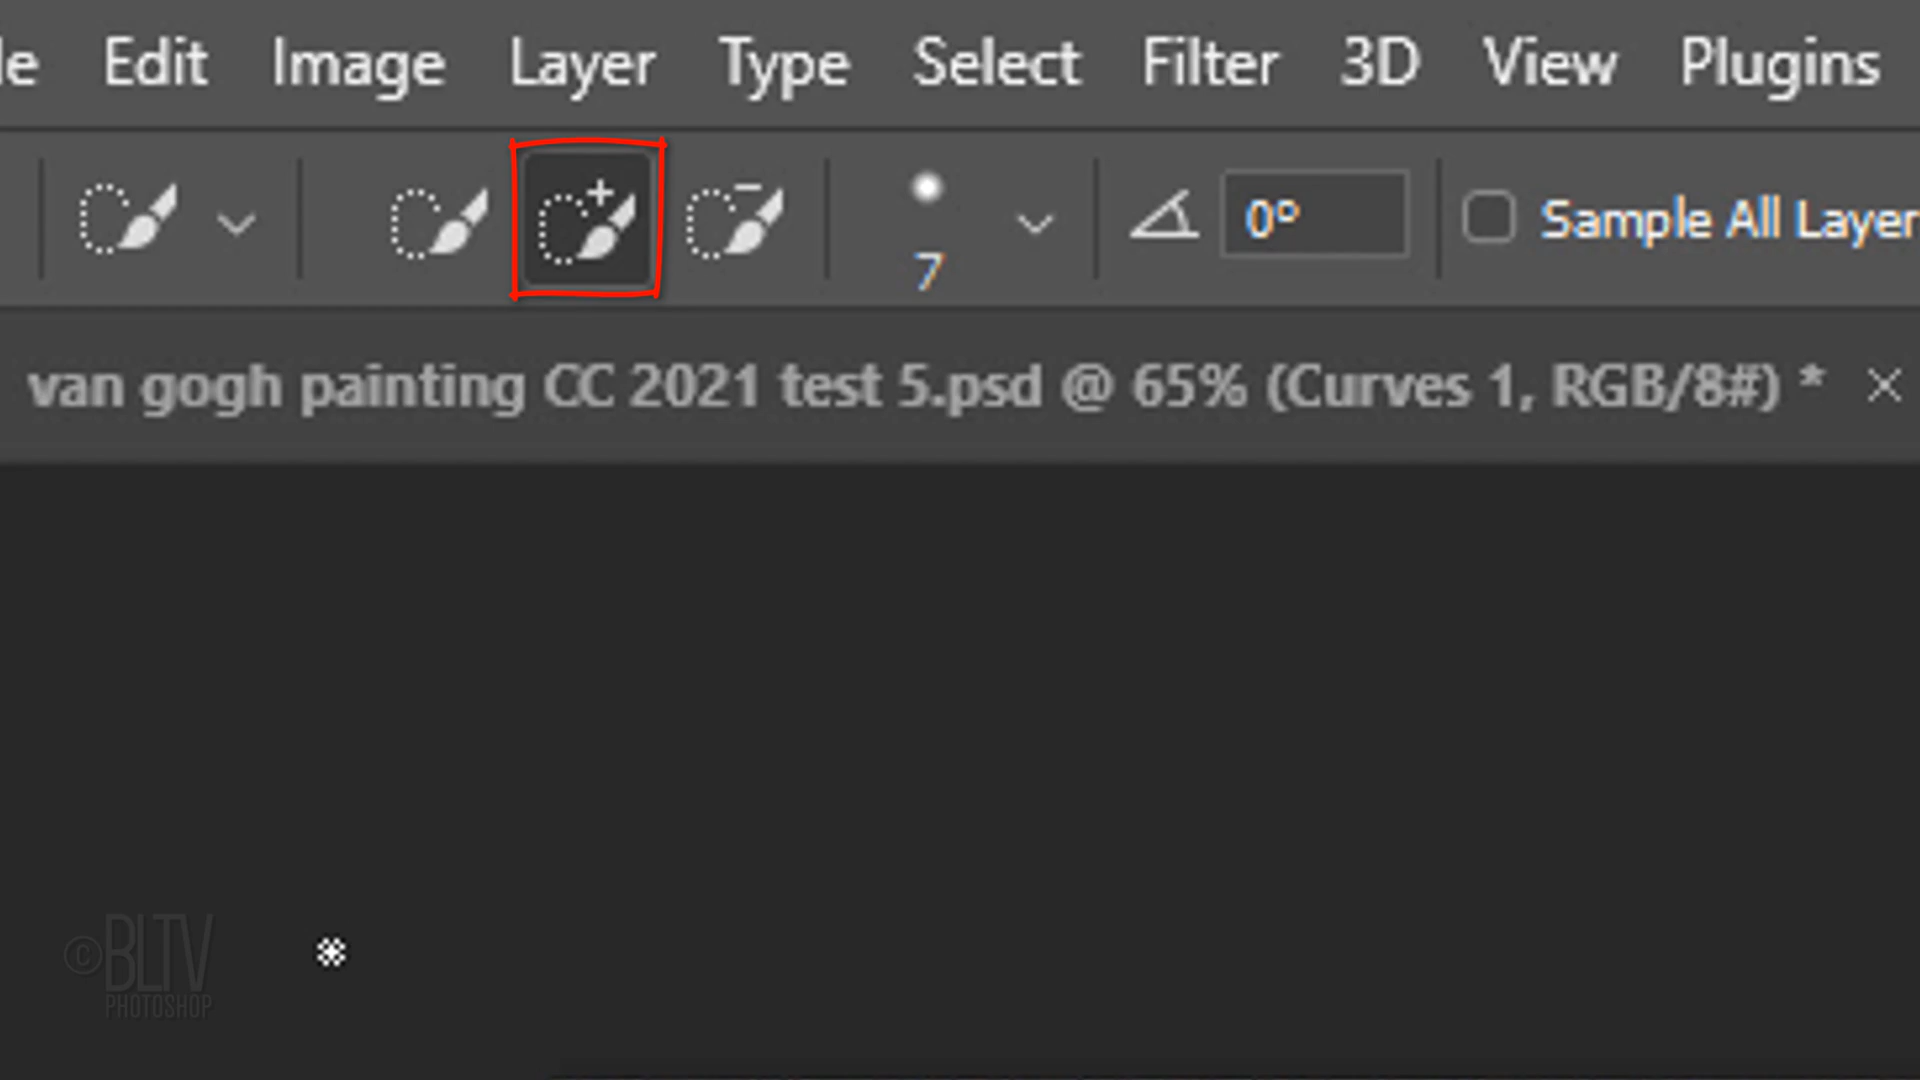 le Edit Image Layer Type Select Filter 3D View Plugins
7 0° Sample All Layer
van gogh painting CC 2021 test 5.psd @ 65% (Curves 1, RGB/8#) * ×
©BLTV
PHOTOSHOP